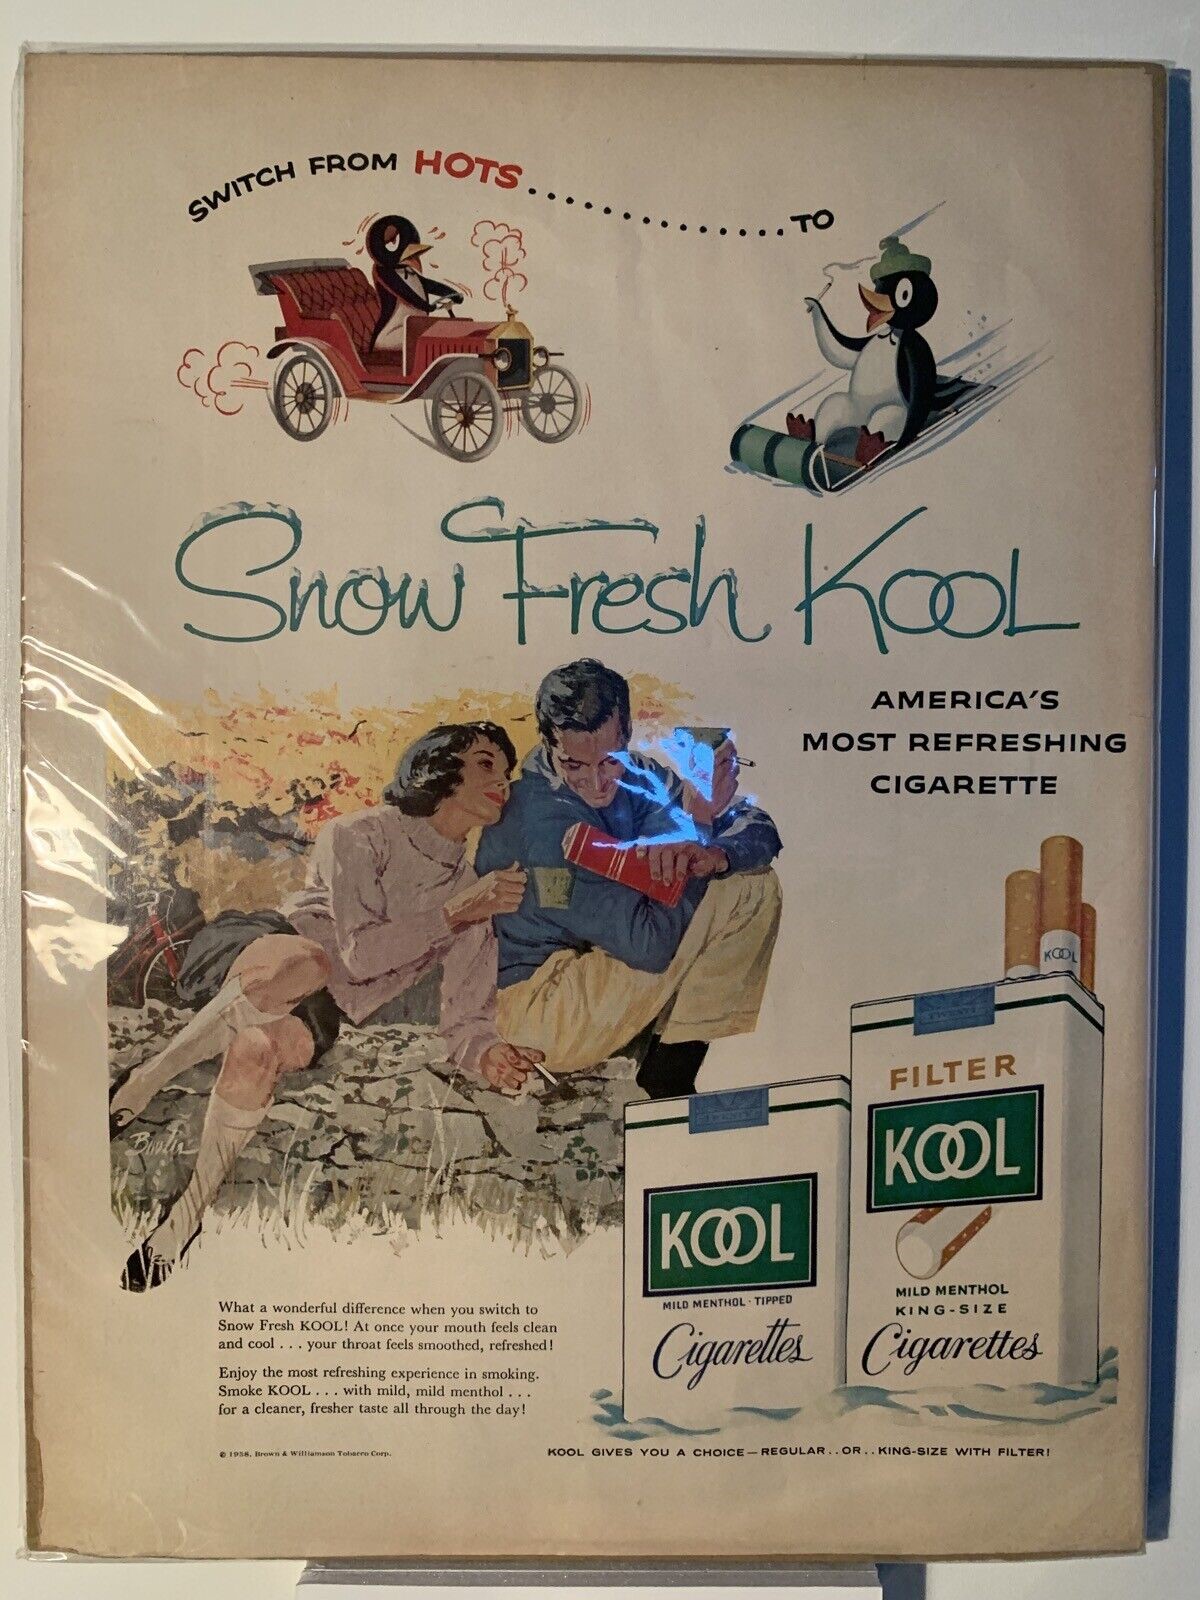 SWITCH FROM HOTS..............TO
Snow Fresh KOOL
AMERICA'S
MOST REFRESHING
CIGARETTE
KOOL
TWENTY
FILTER
KOOL
MILD MENTHOL
KING-SIZE
Cigarettes
KOOL
MILD MENTHOL · TIPPED
Cigarettes
What a wonderful difference when you switch to
Snow Fresh KOOL! At once your mouth feels clean
and cool . . . your throat feels smoothed, refreshed!
Enjoy the most refreshing experience in smoking.
Smoke KOOL . . . with mild, mild menthol . . .
for a cleaner, fresher taste all through the day!
© 1958, Brown & Williamson Tobacco Corp.
KOOL GIVES YOU A CHOICE—REGULAR..OR..KING-SIZE WITH FILTER!